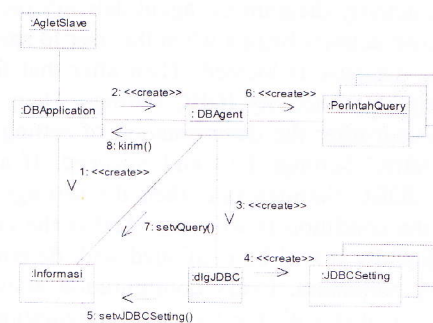 :AgletSlave
2: <<create>>
6: <<create>>
:DBApplication
: DBAgent
:PerintahQuery
8: kirim()
1: <<create>>
3: <<create>>
7: setvQuery()
4: <<create>>
:Informasi
:dlgJDBC
:JDBCSetting
5: setvJDBCSetting()